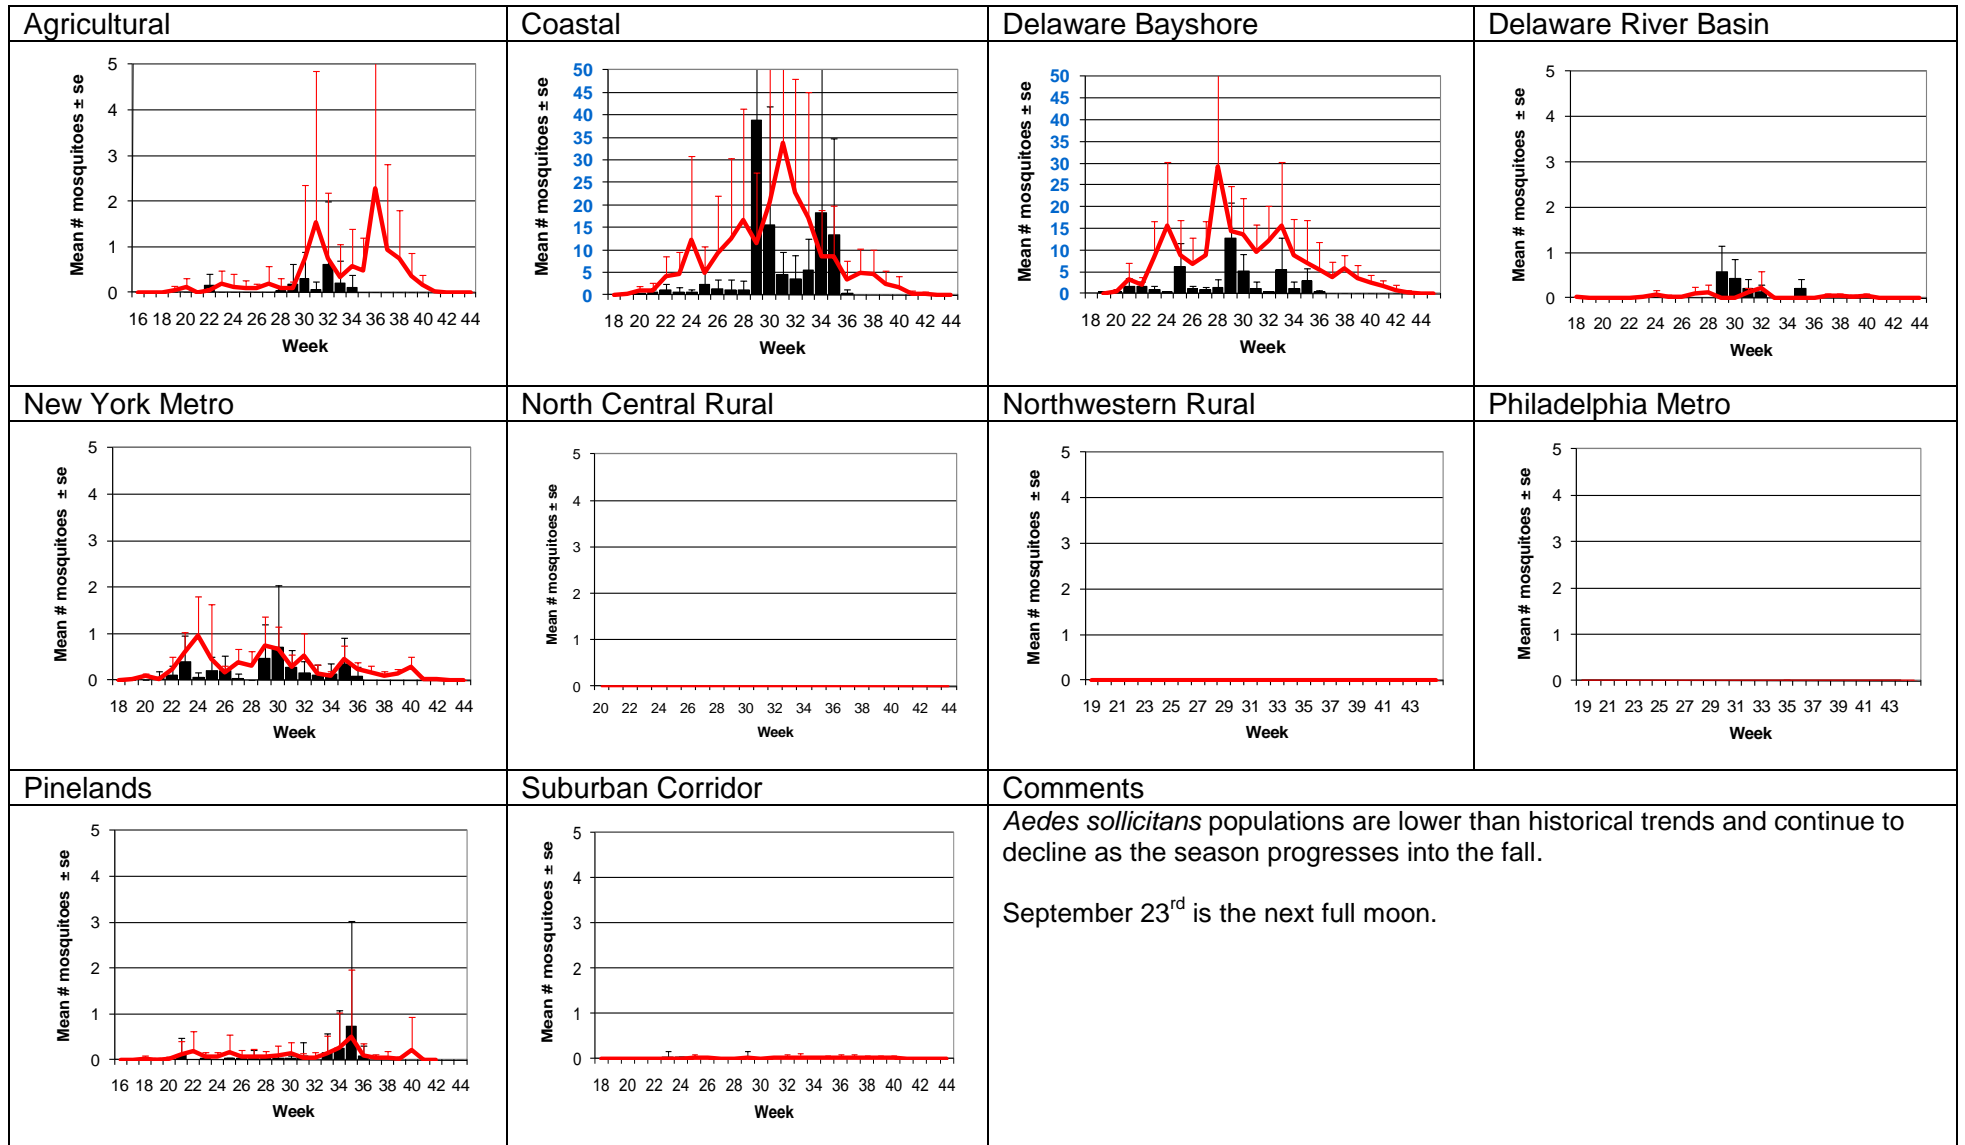 Agricultural
Mean # mosquitoes ± se
5
4
3
2
1
0
16 18 20 22 24 26 28 30 32 34 36 38 40 42 44
Week
Coastal
Mean # mosquitoes ± se
50
45
40
35
30
25
20
15
10
5
0
18 20 22 24 26 28 30 32 34 36 38 40 42 44
Week
Delaware Bayshore
Mean # mosquitoes ± se
50
45
40
35
30
25
20
15
10
5
0
18 20 22 24 26 28 30 32 34 36 38 40 42 44
Week
Delaware River Basin
Mean # mosquitoes ± se
5
4
3
2
1
0
18 20 22 24 26 28 30 32 34 36 38 40 42 44
Week
New York Metro
Mean # mosquitoes ± se
5
4
3
2
1
0
18 20 22 24 26 28 30 32 34 36 38 40 42 44
Week
North Central Rural
Mean # mosquitoes ± se
5
4
3
2
1
0
20 22 24 26 28 30 32 34 36 38 40 42 44
Week
Northwestern Rural
Mean # mosquitoes ± se
5
4
3
2
1
0
19 21 23 25 27 29 31 33 35 37 39 41 43
Week
Philadelphia Metro
Mean # mosquitoes ± se
5
4
3
2
1
0
19 21 23 25 27 29 31 33 35 37 39 41 43
Week
Pinelands
Mean # mosquitoes ± se
5
4
3
2
1
0
16 18 20 22 24 26 28 30 32 34 36 38 40 42 44
Week
Suburban Corridor
Mean # mosquitoes ± se
5
4
3
2
1
0
18 20 22 24 26 28 30 32 34 36 38 40 42 44
Week
Comments
Aedes sollicitans populations are lower than historical trends and continue to
decline as the season progresses into the fall.
September 23rd is the next full moon.